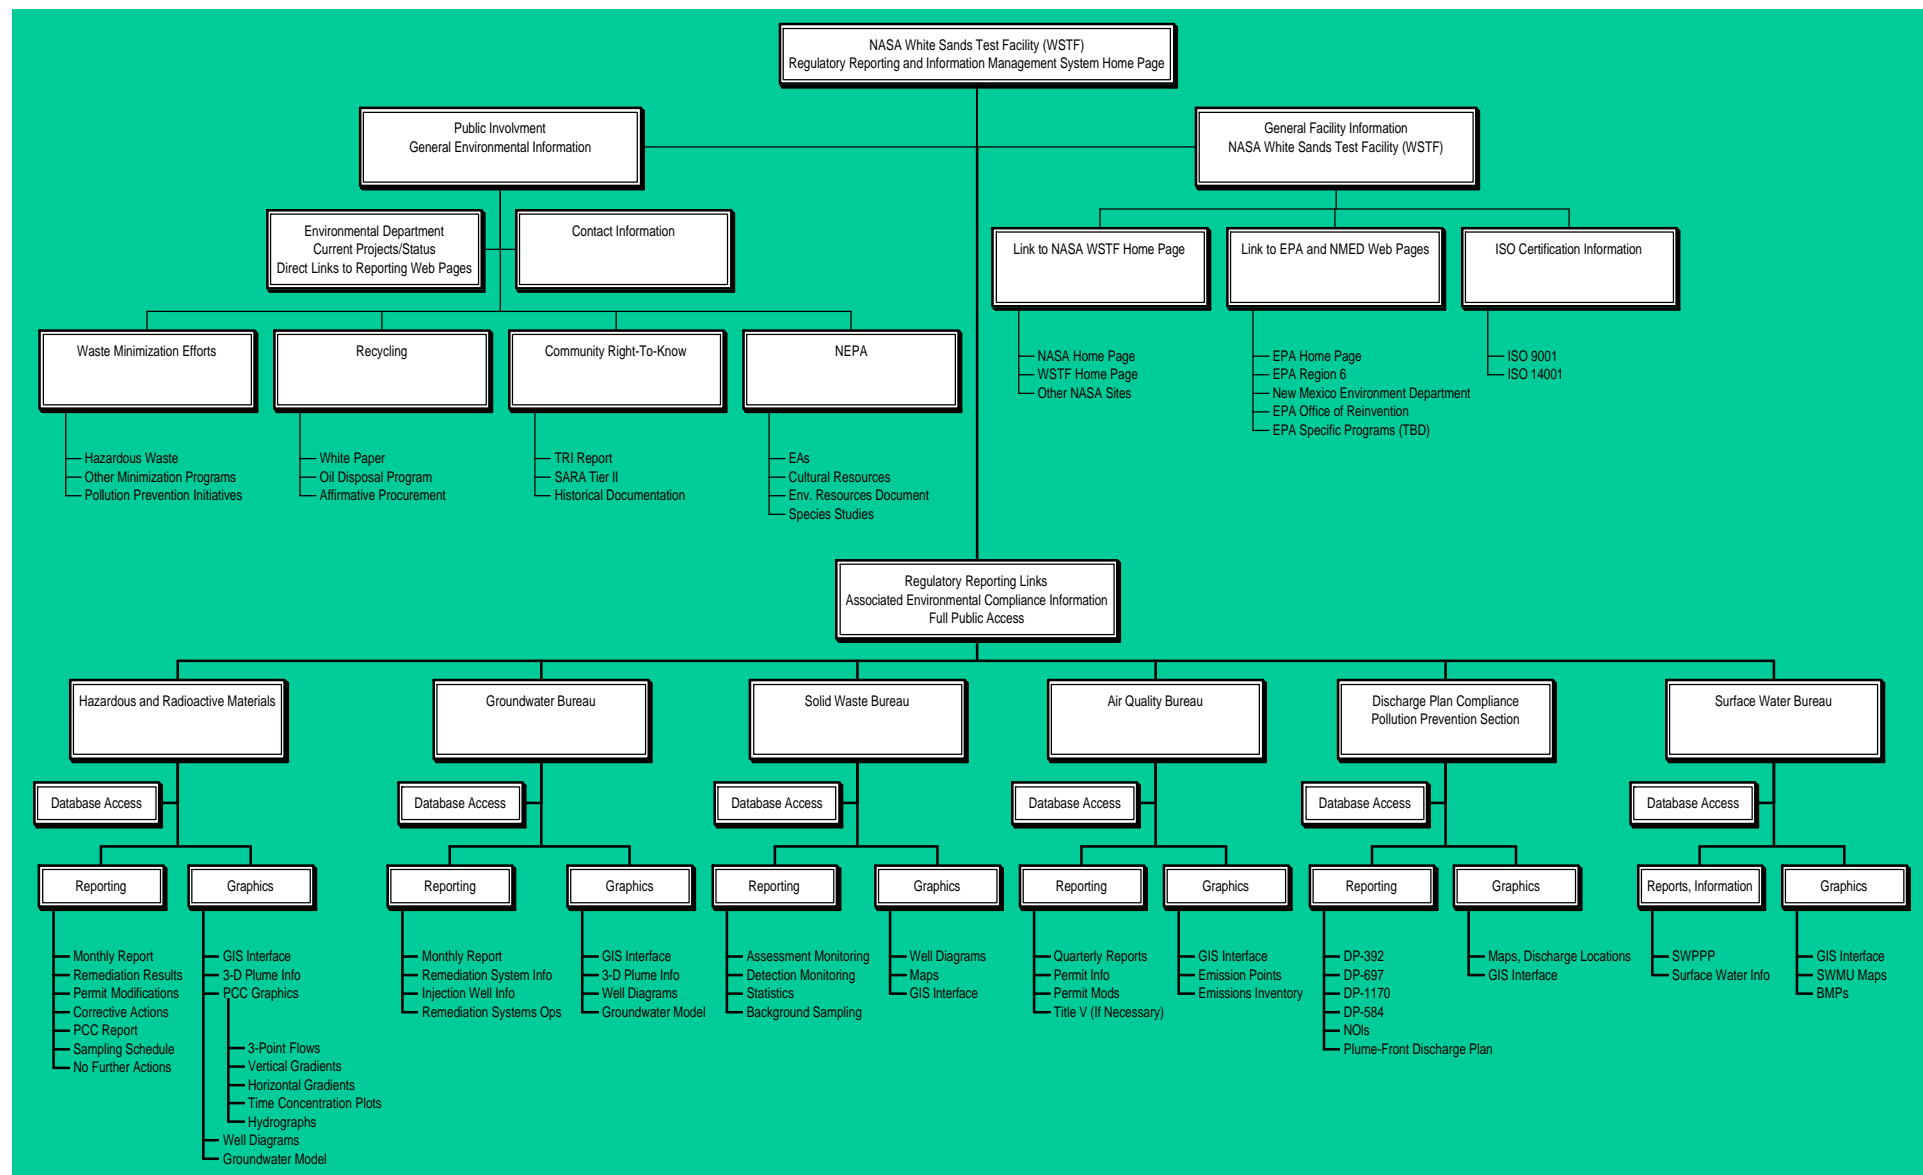 NASA White Sands Test Facility (WSTF)
Regulatory Reporting and Information Management System Home Page
Public Involvment
General Environmental Information
General Facility Information
NASA White Sands Test Facility (WSTF)
Environmental Department
Current Projects/Status
Direct Links to Reporting Web Pages
Contact Information
Link to NASA WSTF Home Page
Link to EPA and NMED Web Pages
ISO Certification Information
NASA Home Page
WSTF Home Page
Other NASA Sites
EPA Home Page
EPA Region 6
New Mexico Environment Department
EPA Office of Reinvention
EPA Specific Programs (TBD)
ISO 9001
ISO 14001
Waste Minimization Efforts
Recycling
Community Right-To-Know
NEPA
Hazardous Waste
Other Minimization Programs
Pollution Prevention Initiatives
White Paper
Oil Disposal Program
Affirmative Procurement
TRI Report
SARA Tier II
Historical Documentation
EAs
Cultural Resources
Env. Resources Document
Species Studies
Regulatory Reporting Links
Associated Environmental Compliance Information
Full Public Access
Hazardous and Radioactive Materials
Groundwater Bureau
Solid Waste Bureau
Air Quality Bureau
Discharge Plan Compliance
Pollution Prevention Section
Surface Water Bureau
Database Access
Database Access
Database Access
Database Access
Database Access
Database Access
Reporting
Graphics
Reporting
Graphics
Reporting
Graphics
Reporting
Graphics
Reporting
Graphics
Reports, Information
Graphics
Monthly Report
Remediation Results
Permit Modifications
Corrective Actions
PCC Report
Sampling Schedule
No Further Actions
GIS Interface
3-D Plume Info
PCC Graphics
3-Point Flows
Vertical Gradients
Horizontal Gradients
Time Concentration Plots
Hydrographs
Well Diagrams
Groundwater Model
Monthly Report
Remediation System Info
Injection Well Info
Remediation Systems Ops
GIS Interface
3-D Plume Info
Well Diagrams
Groundwater Model
Assessment Monitoring
Detection Monitoring
Statistics
Background Sampling
Well Diagrams
Maps
GIS Interface
Quarterly Reports
Permit Info
Permit Mods
Title V (If Necessary)
GIS Interface
Emission Points
Emissions Inventory
DP-392
DP-697
DP-1170
DP-584
NOIs
Plume-Front Discharge Plan
Maps, Discharge Locations
GIS Interface
SWPPP
Surface Water Info
GIS Interface
SWMU Maps
BMPs